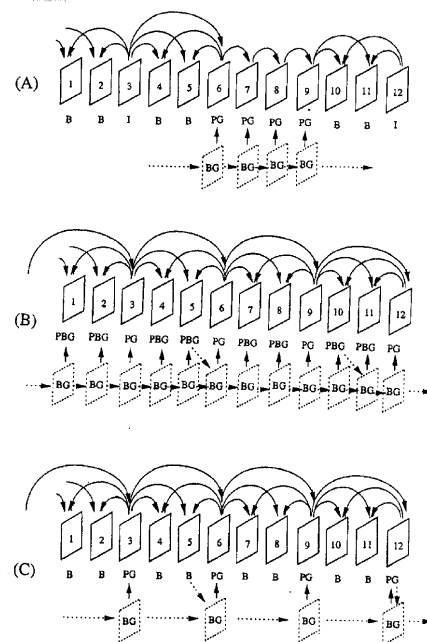 (A)
1 2 3 4 5 6 7 8 9 10 11 12
B B I B B PG PG PG PG B B I
BG BG BG BG
(B)
1 2 3 4 5 6 7 8 9 10 11 12
PBG PBG PG PBG PBG PG PBG PBG PG PBG PBG PG
BG BG BG BG BG BG BG BG BG BG BG BG
(C)
1 2 3 4 5 6 7 8 9 10 11 12
B B PG B B PG B B PG B B PG
BG BG BG BG